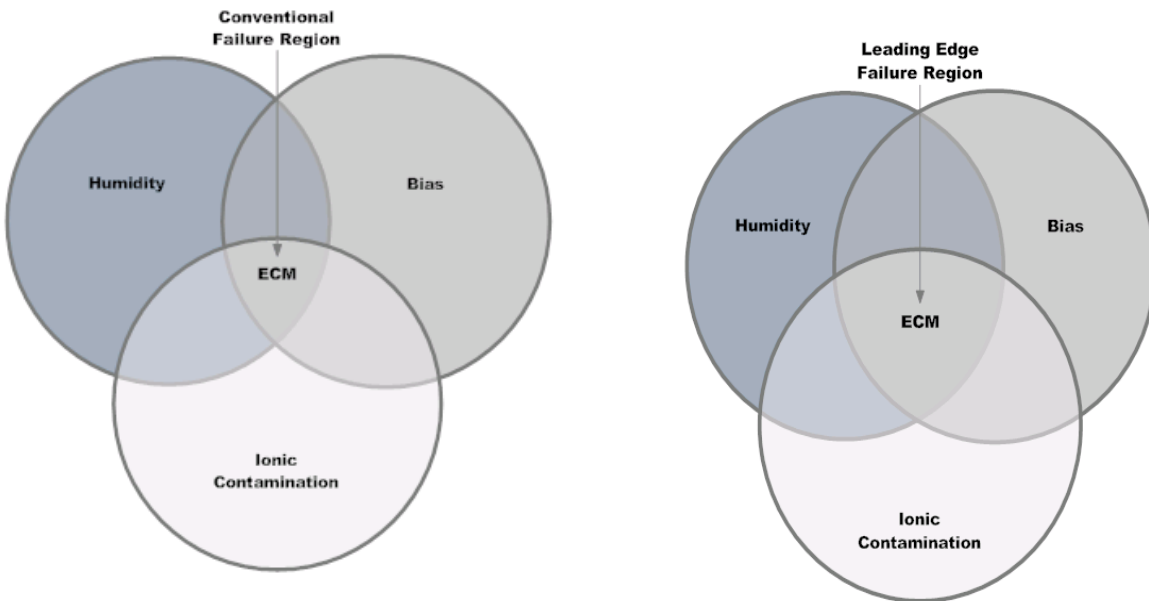 Conventional
Failure Region
Humidity
Bias
ECM
Ionic
Contamination
Leading Edge
Failure Region
Humidity
Bias
ECM
Ionic
Contamination